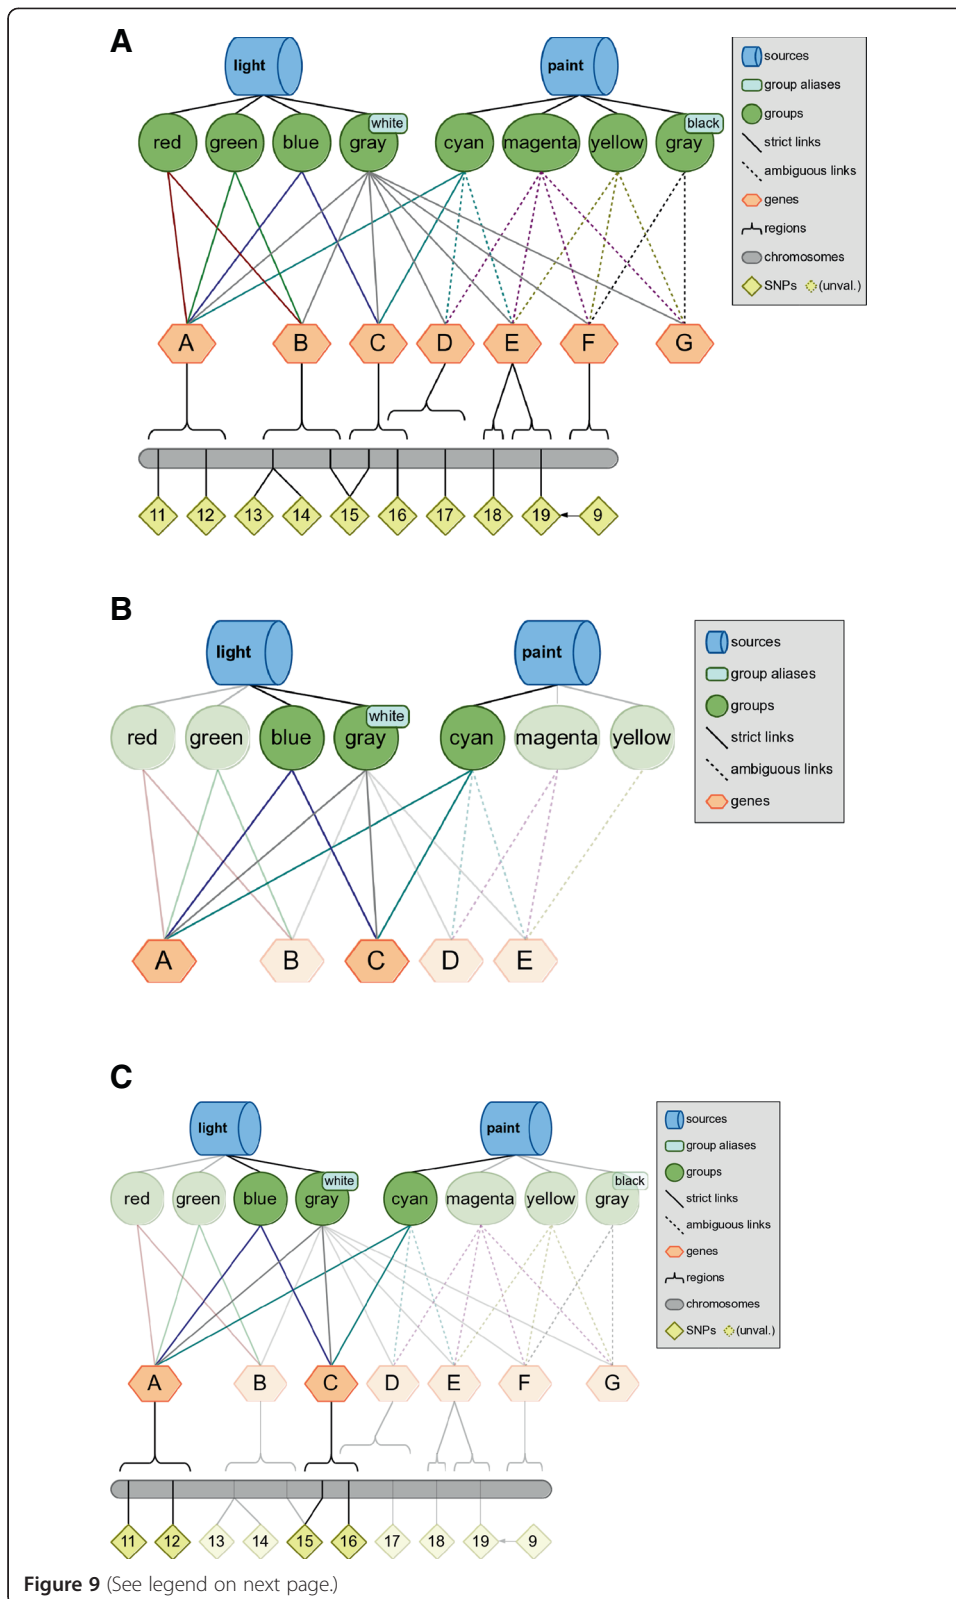 A
light
paint
white
black
red
green
blue
gray
cyan
magenta
yellow
gray
A
B
C
D
E
F
G
11
12
13
14
15
16
17
18
19
9
sources
group aliases
groups
strict links
ambiguous links
genes
regions
chromosomes
SNPs (unval.)
B
light
paint
white
red
green
blue
gray
cyan
magenta
yellow
A
B
C
D
E
sources
group aliases
groups
strict links
ambiguous links
genes
C
light
paint
white
black
red
green
blue
gray
cyan
magenta
yellow
gray
A
B
C
D
E
F
G
11
12
13
14
15
16
17
18
19
9
sources
group aliases
groups
strict links
ambiguous links
genes
regions
chromosomes
SNPs (unval.)
Figure 9 (See legend on next page.)